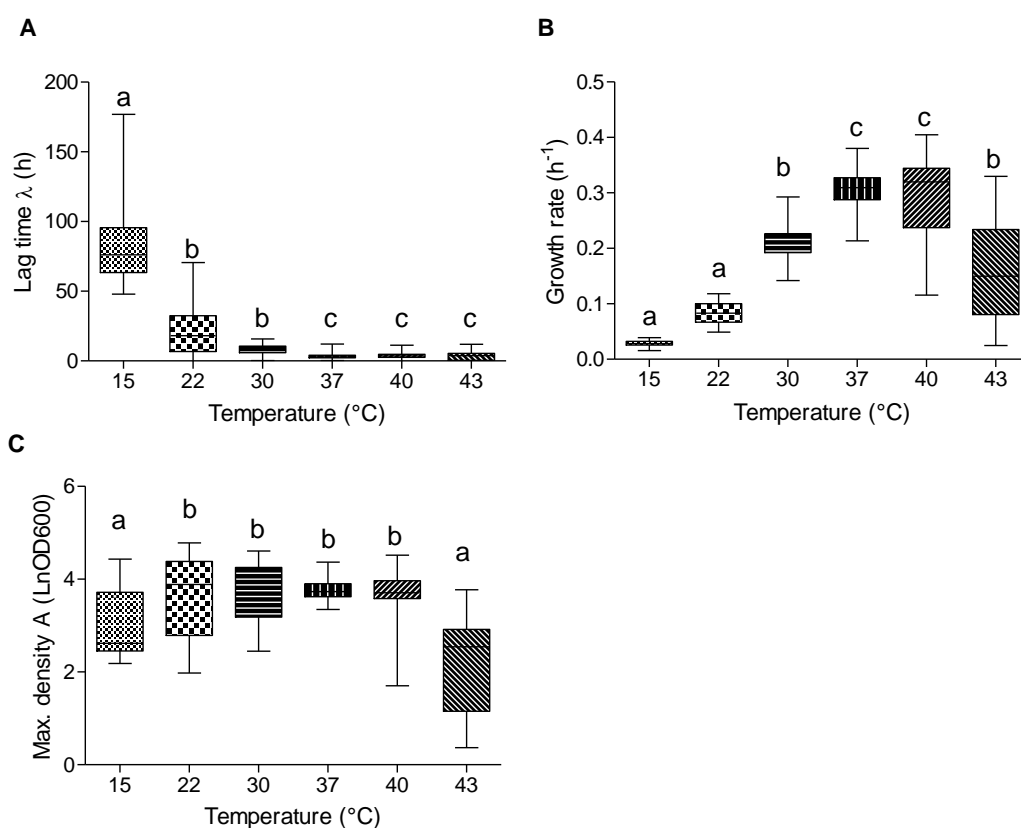 A
Lag time λ (h)
200
150
100
50
0
a
b
b
c
c
c
15 22 30 37 40 43
Temperature (°C)
B
Growth rate (h⁻¹)
0.5
0.4
0.3
0.2
0.1
0.0
a
a
b
c
c
b
15 22 30 37 40 43
Temperature (°C)
C
Max. density A (LnOD600)
6
4
2
0
a
b
b
b
b
a
15 22 30 37 40 43
Temperature (°C)